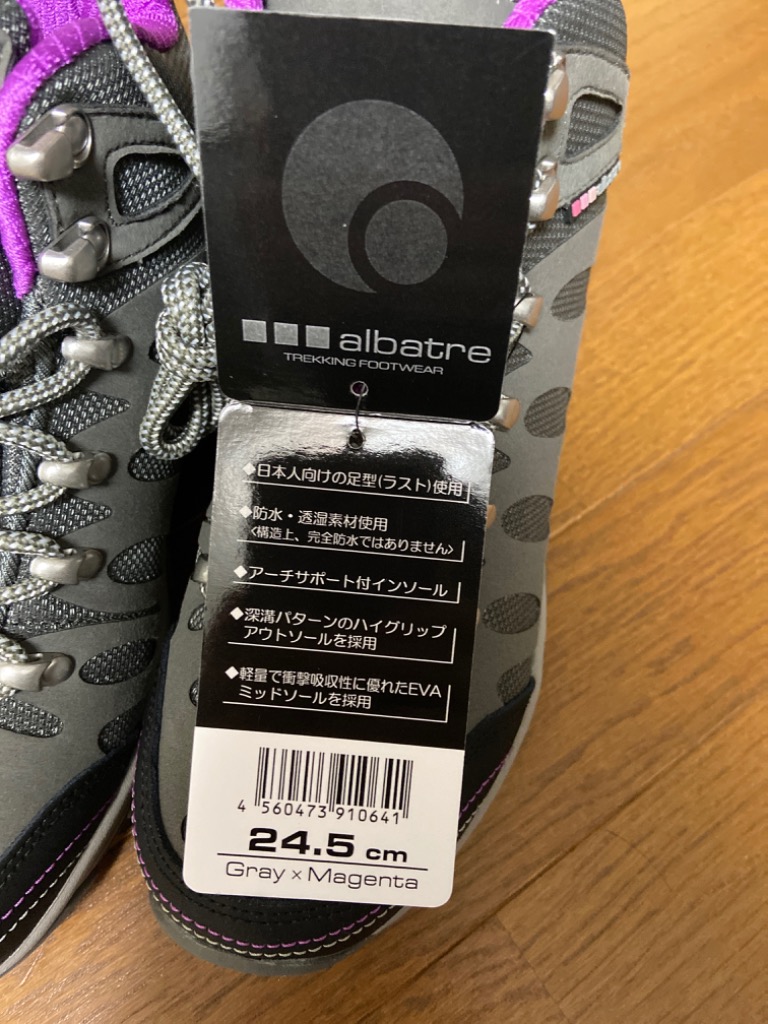 albatre
TREKKING FOOTWEAR
◆日本人向けの足型(ラスト)使用
◆防水・透湿素材使用
<構造上、完全防水ではありません>
◆アーチサポート付インソール
◆深溝パターンのハイグリップ
アウトソールを採用
◆軽量で衝撃吸収性に優れたEVA
ミッドソールを採用
4 560473 910641
24.5 cm
Gray × Magenta